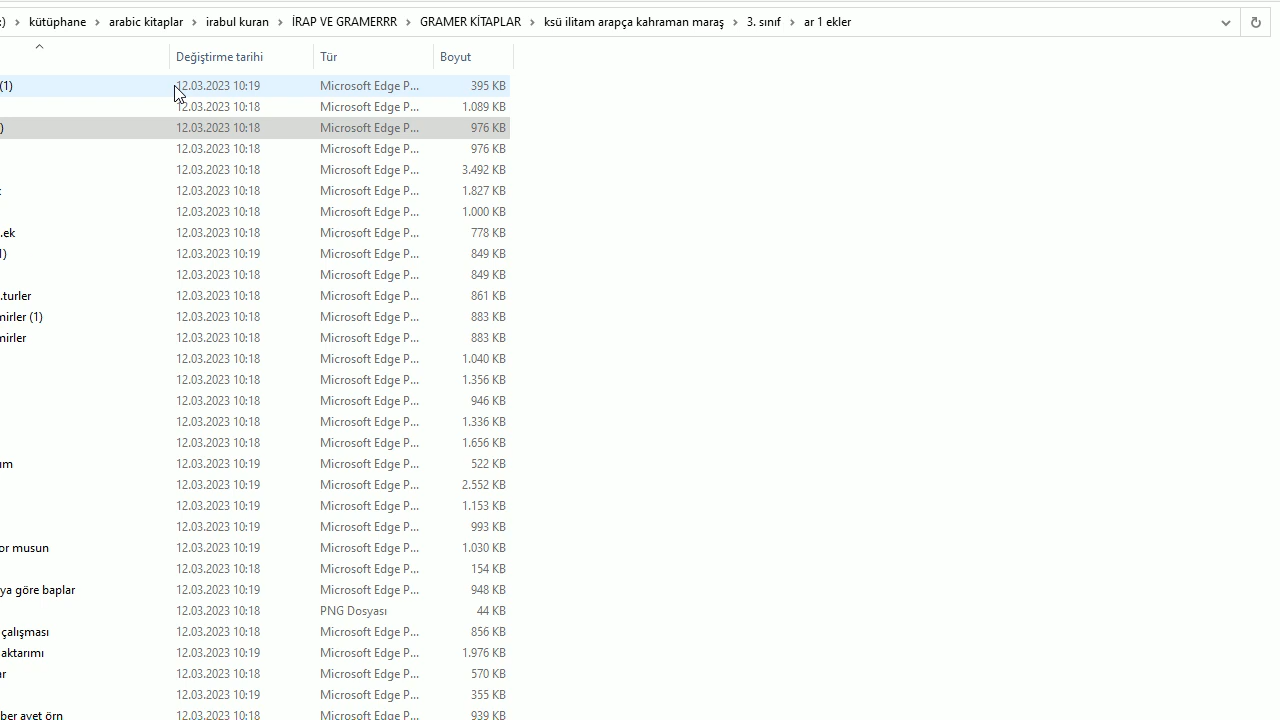 :) > kütüphane > arabic kitaplar > irabul kuran > İRAP VE GRAMERRR > GRAMER KİTAPLAR > ksü ilitam arapça kahraman maraş > 3. sınıf > ar 1 ekler
Değiştirme tarihi Tür Boyut
(1) 12.03.2023 10:19 Microsoft Edge P... 395 KB
12.03.2023 10:18 Microsoft Edge P... 1.089 KB
) 12.03.2023 10:18 Microsoft Edge P... 976 KB
12.03.2023 10:18 Microsoft Edge P... 976 KB
12.03.2023 10:18 Microsoft Edge P... 3.492 KB
12.03.2023 10:18 Microsoft Edge P... 1.827 KB
12.03.2023 10:18 Microsoft Edge P... 1.000 KB
.ek 12.03.2023 10:18 Microsoft Edge P... 778 KB
1) 12.03.2023 10:19 Microsoft Edge P... 849 KB
12.03.2023 10:18 Microsoft Edge P... 849 KB
.turler 12.03.2023 10:18 Microsoft Edge P... 861 KB
mirler (1) 12.03.2023 10:18 Microsoft Edge P... 883 KB
mirler 12.03.2023 10:18 Microsoft Edge P... 883 KB
12.03.2023 10:18 Microsoft Edge P... 1.040 KB
12.03.2023 10:18 Microsoft Edge P... 1.356 KB
12.03.2023 10:18 Microsoft Edge P... 946 KB
12.03.2023 10:18 Microsoft Edge P... 1.336 KB
12.03.2023 10:18 Microsoft Edge P... 1.656 KB
ım 12.03.2023 10:19 Microsoft Edge P... 522 KB
12.03.2023 10:19 Microsoft Edge P... 2.552 KB
12.03.2023 10:19 Microsoft Edge P... 1.153 KB
12.03.2023 10:19 Microsoft Edge P... 993 KB
or musun 12.03.2023 10:19 Microsoft Edge P... 1.030 KB
12.03.2023 10:18 Microsoft Edge P... 154 KB
ya göre baplar 12.03.2023 10:19 Microsoft Edge P... 948 KB
12.03.2023 10:18 PNG Dosyası 44 KB
çalışması 12.03.2023 10:18 Microsoft Edge P... 856 KB
aktarımı 12.03.2023 10:19 Microsoft Edge P... 1.976 KB
ar 12.03.2023 10:18 Microsoft Edge P... 570 KB
12.03.2023 10:19 Microsoft Edge P... 355 KB
ber ayet örn 12.03.2023 10:18 Microsoft Edge P... 939 KB